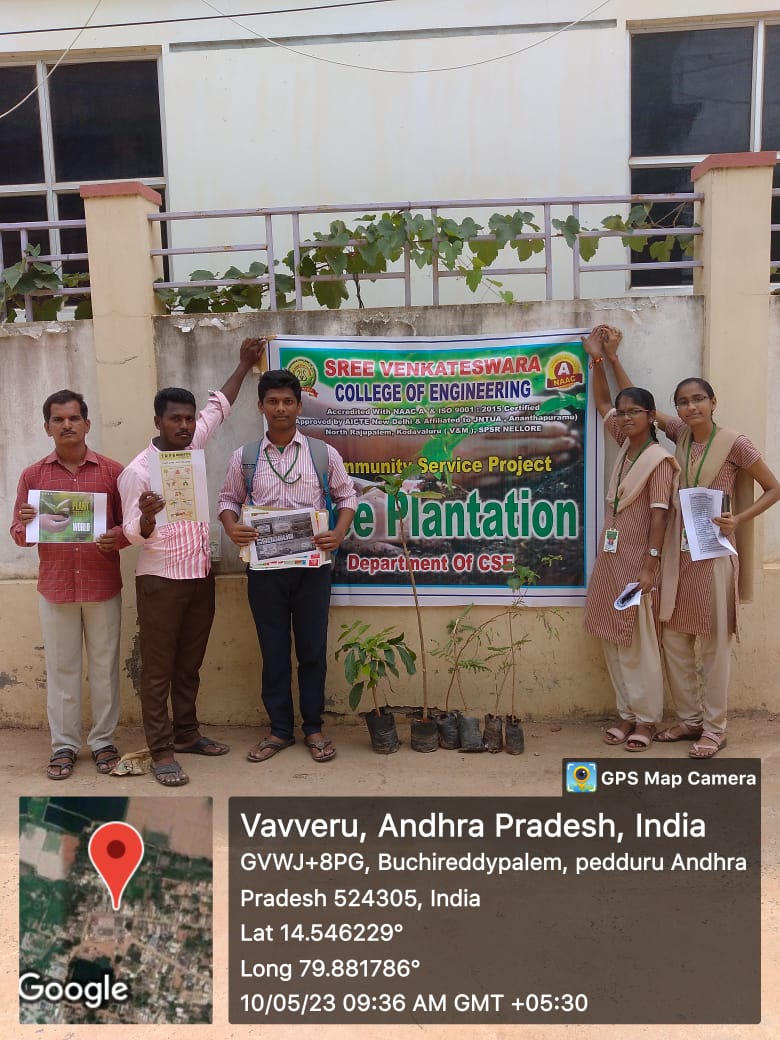 SREE VENKATESWARA
COLLEGE OF ENGINEERING
A
NAAC
Accredited With NAAC A & ISO 9001 : 2015 Certified
Approved by AICTE New Delhi & Affiliated to JNTUA , Ananthapuramu)
North Rajupalem, Kodavaluru ( V&M ), SPSR NELLORE
mmunity Service Project
e Plantation
Department Of CSE
PLANT
WORLD
GPS Map Camera
Vavveru, Andhra Pradesh, India
GVWJ+8PG, Buchireddypalem, pedduru Andhra
Pradesh 524305, India
Lat 14.546229°
Long 79.881786°
10/05/23 09:36 AM GMT +05:30
Google